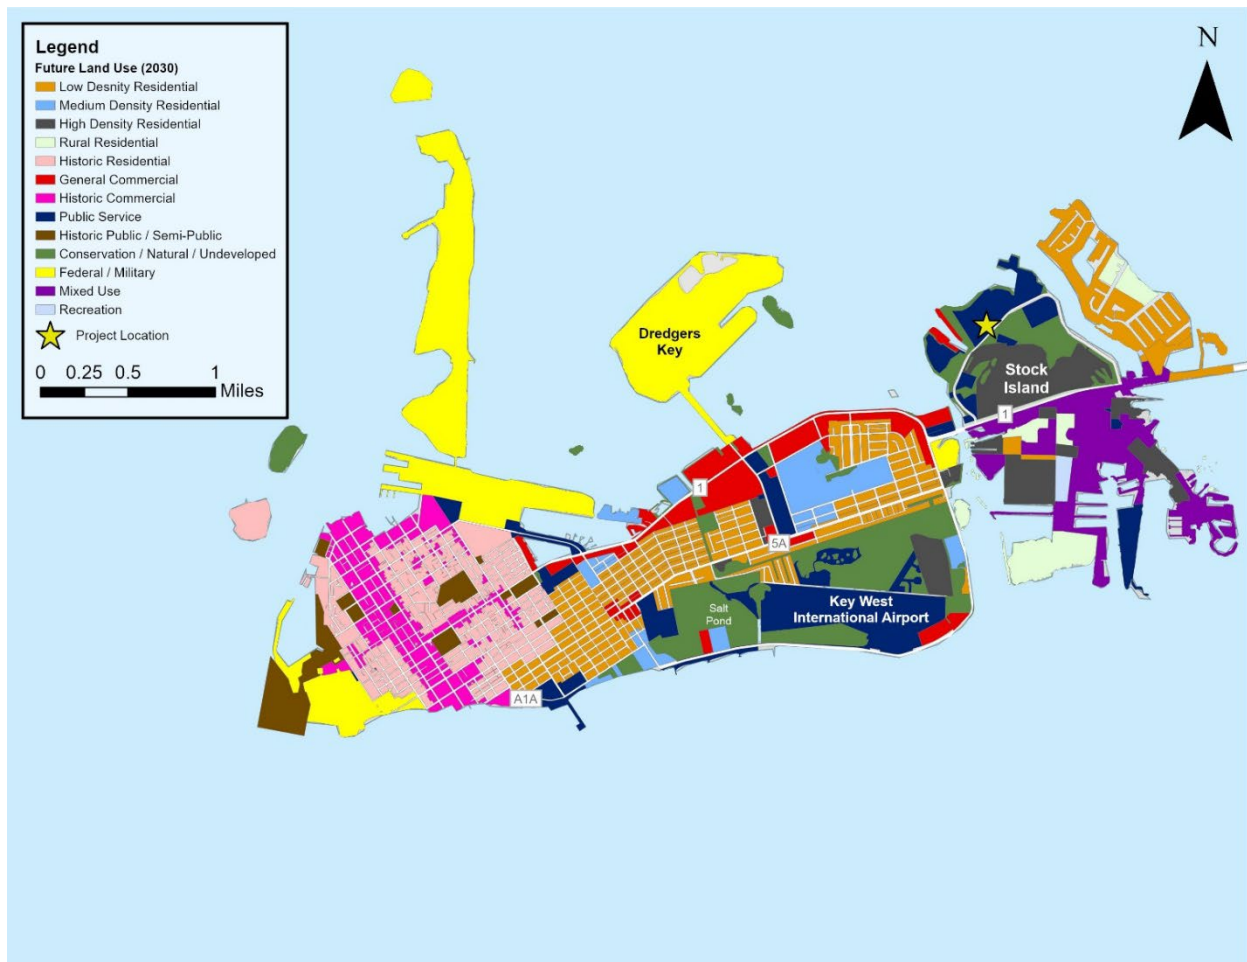 Legend
Future Land Use (2030)
Low Desnity Residential
Medium Density Residential
High Density Residential
Rural Residential
Historic Residential
General Commercial
Historic Commercial
Public Service
Historic Public / Semi-Public
Conservation / Natural / Undeveloped
Federal / Military
Mixed Use
Recreation
Project Location
0 0.25 0.5 1
Miles
N
Dredgers
Key
Stock
Island
1
1
5A
Salt
Pond
Key West
International Airport
A1A